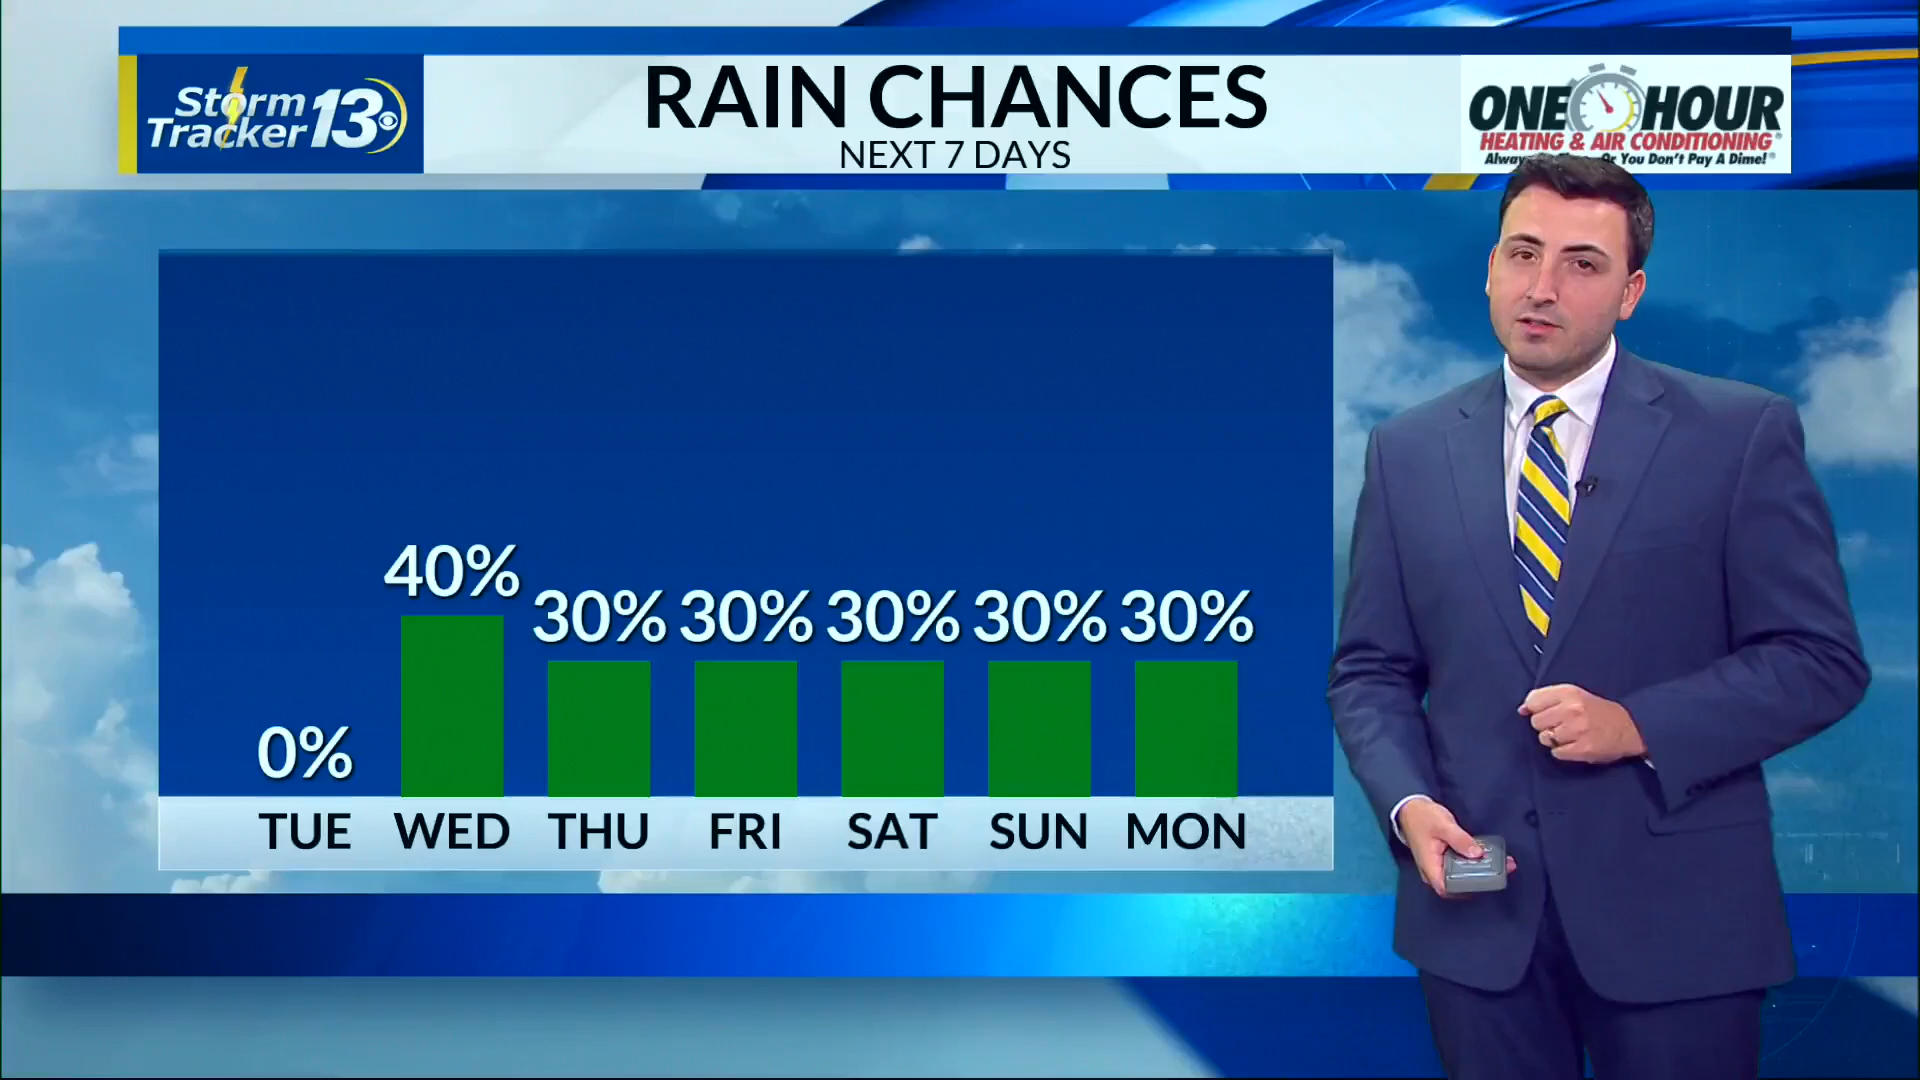 Storm
Tracker 13
RAIN CHANCES
NEXT 7 DAYS
ONE HOUR
HEATING & AIR CONDITIONING®
Or You Don't Pay A Dime!®
40%
30% 30% 30% 30% 30%
0%
TUE WED THU FRI SAT SUN MON